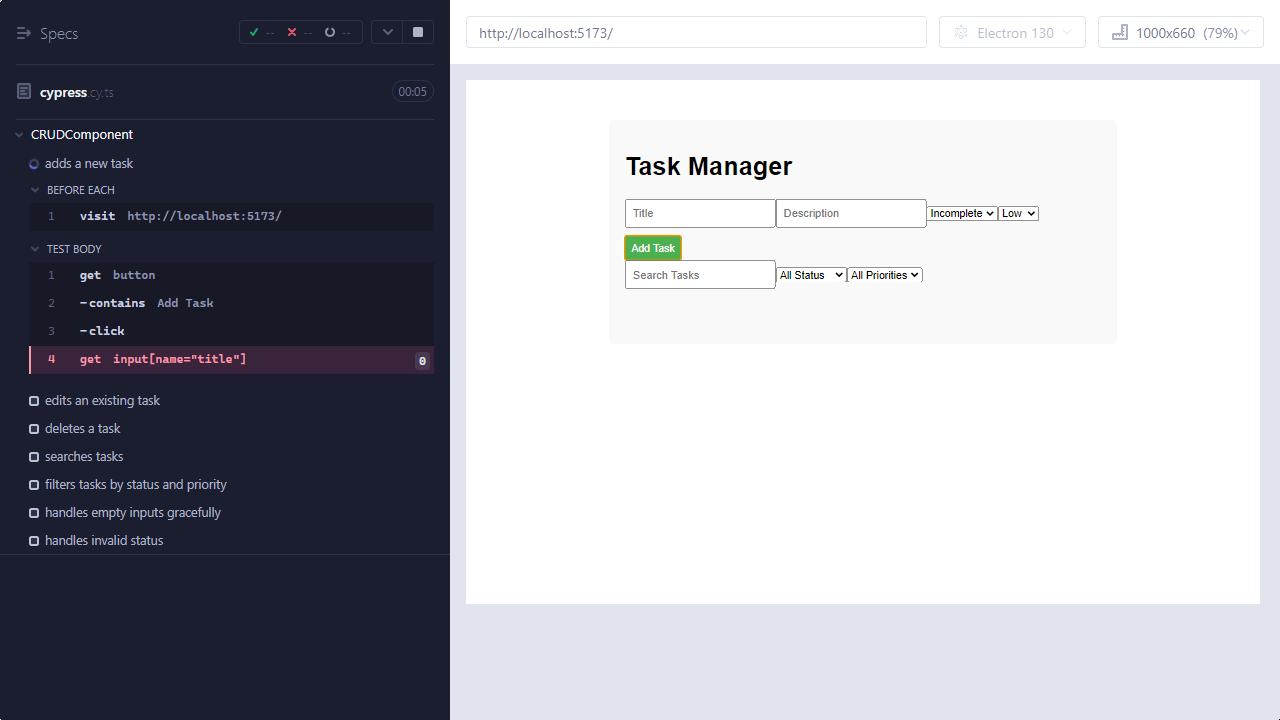 Specs
-- -- --
cypress.cy.ts 00:05
CRUDComponent
adds a new task
BEFORE EACH
1 visit http://localhost:5173/
TEST BODY
1 get button
2 -contains Add Task
3 -click
4 get input[name="title"] 0
edits an existing task
deletes a task
searches tasks
filters tasks by status and priority
handles empty inputs gracefully
handles invalid status
http://localhost:5173/ Electron 130 1000x660 (79%)
Task Manager
Title Description Incomplete Low
Add Task
Search Tasks All Status All Priorities